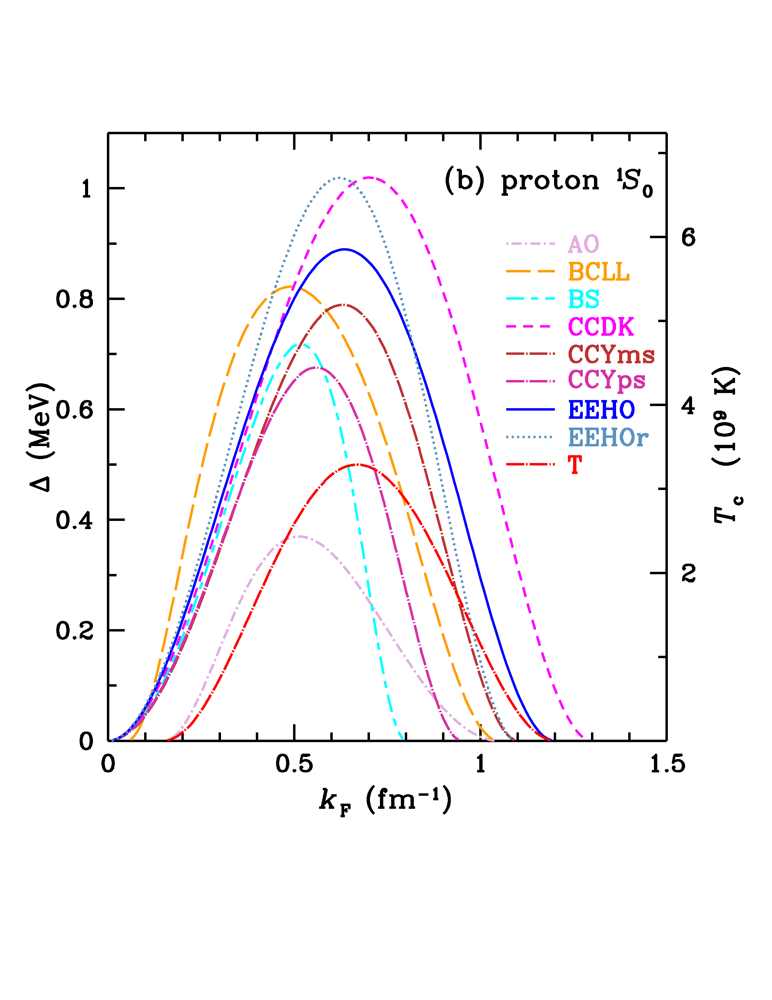 (b) proton ¹S₀
AO
BCLL
BS
CCDK
CCYms
CCYps
EEHO
EEHOr
T
1
0.8
0.6
0.4
0.2
0
Δ (MeV)
6
4
2
T_c (10⁹ K)
0 0.5 1 1.5
k_F (fm⁻¹)